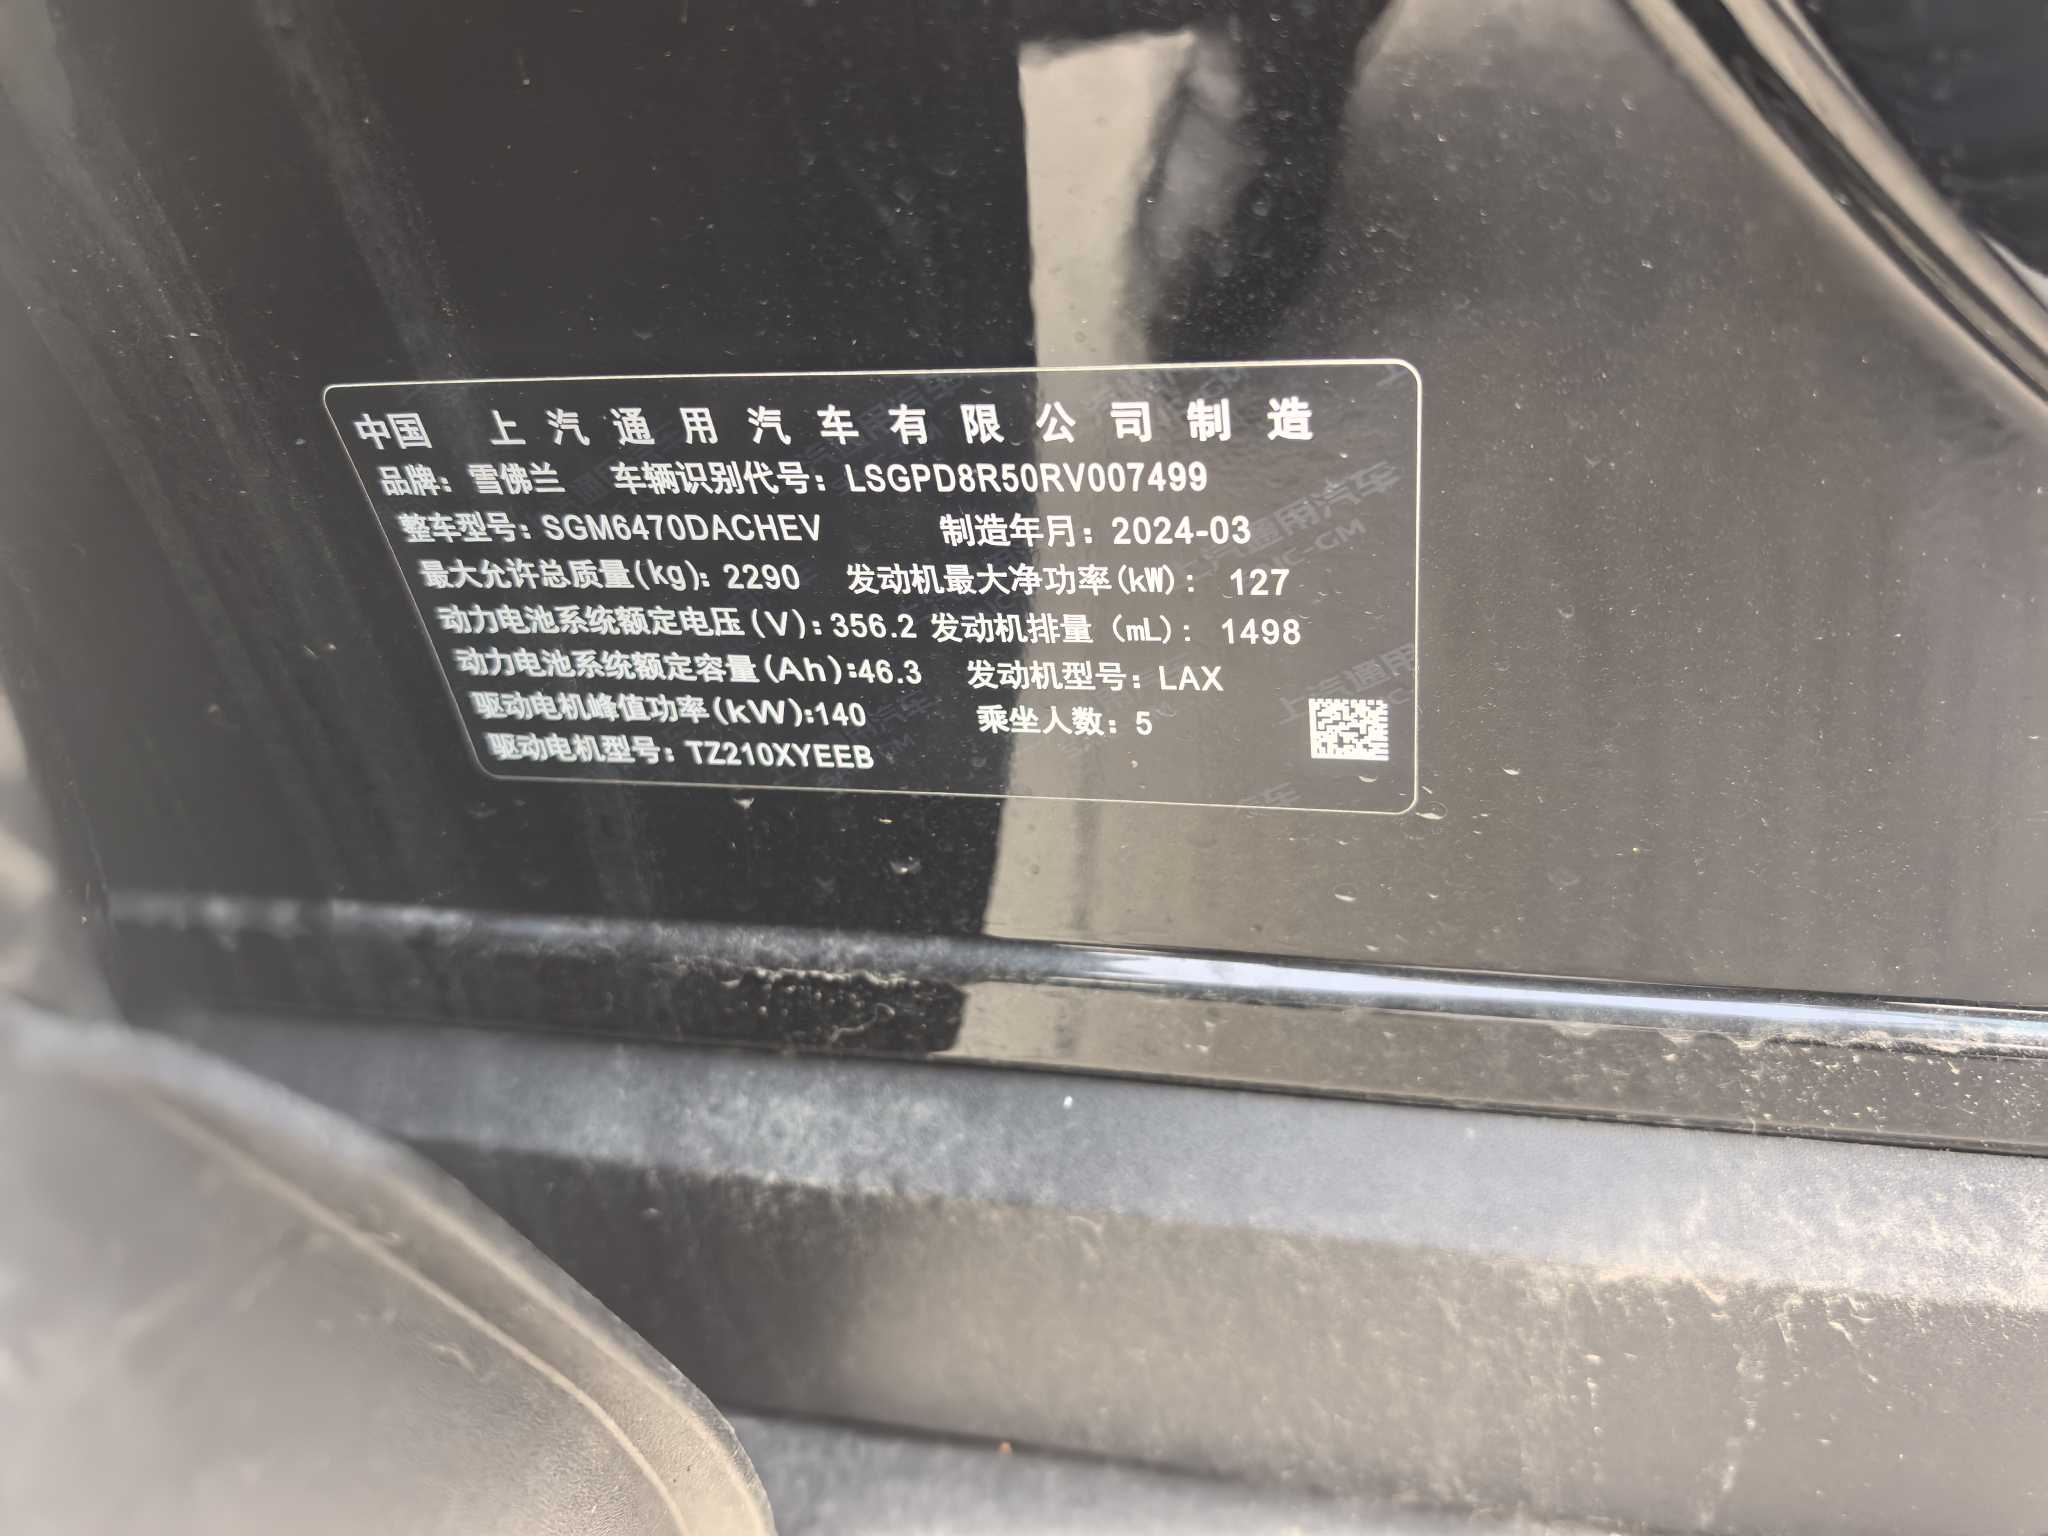 中国 上汽通用汽车有限公司制造
品牌：雪佛兰 车辆识别代号：LSGPD8R50RV007499
整车型号：SGM6470DACHEV 制造年月：2024-03
最大允许总质量(kg)：2290 发动机最大净功率(kW)：127
动力电池系统额定电压(V)：356.2 发动机排量(mL)：1498
动力电池系统额定容量(Ah)：46.3 发动机型号：LAX
驱动电机峰值功率(kW)：140 乘坐人数：5
驱动电机型号：TZ210XYEEB